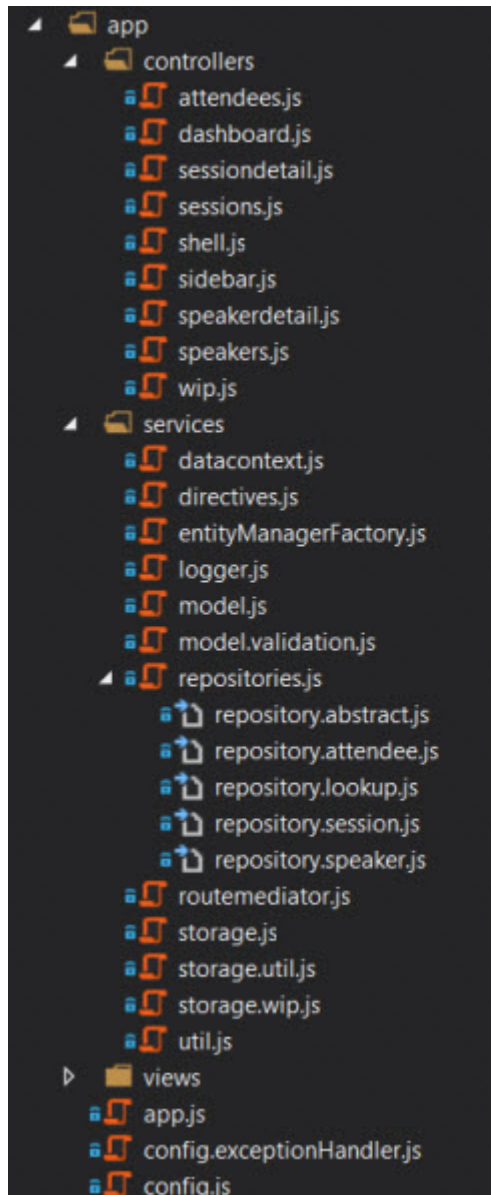 app
controllers
attendees.js
dashboard.js
sessiondetail.js
sessions.js
shell.js
sidebar.js
speakerdetail.js
speakers.js
wip.js
services
datacontext.js
directives.js
entityManagerFactory.js
logger.js
model.js
model.validation.js
repositories.js
repository.abstract.js
repository.attendee.js
repository.lookup.js
repository.session.js
repository.speaker.js
routemediator.js
storage.js
storage.util.js
storage.wip.js
util.js
views
app.js
config.exceptionHandler.js
config.js